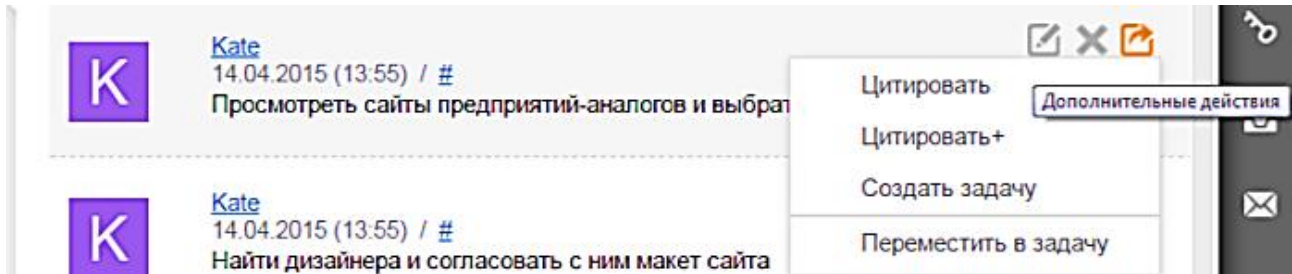 K
Kate
14.04.2015 (13:55) / #
Просмотреть сайты предприятий-аналогов и выбрат
Цитировать
Дополнительные действия
Цитировать+
Создать задачу
Переместить в задачу
K
Kate
14.04.2015 (13:55) / #
Найти дизайнера и согласовать с ним макет сайта